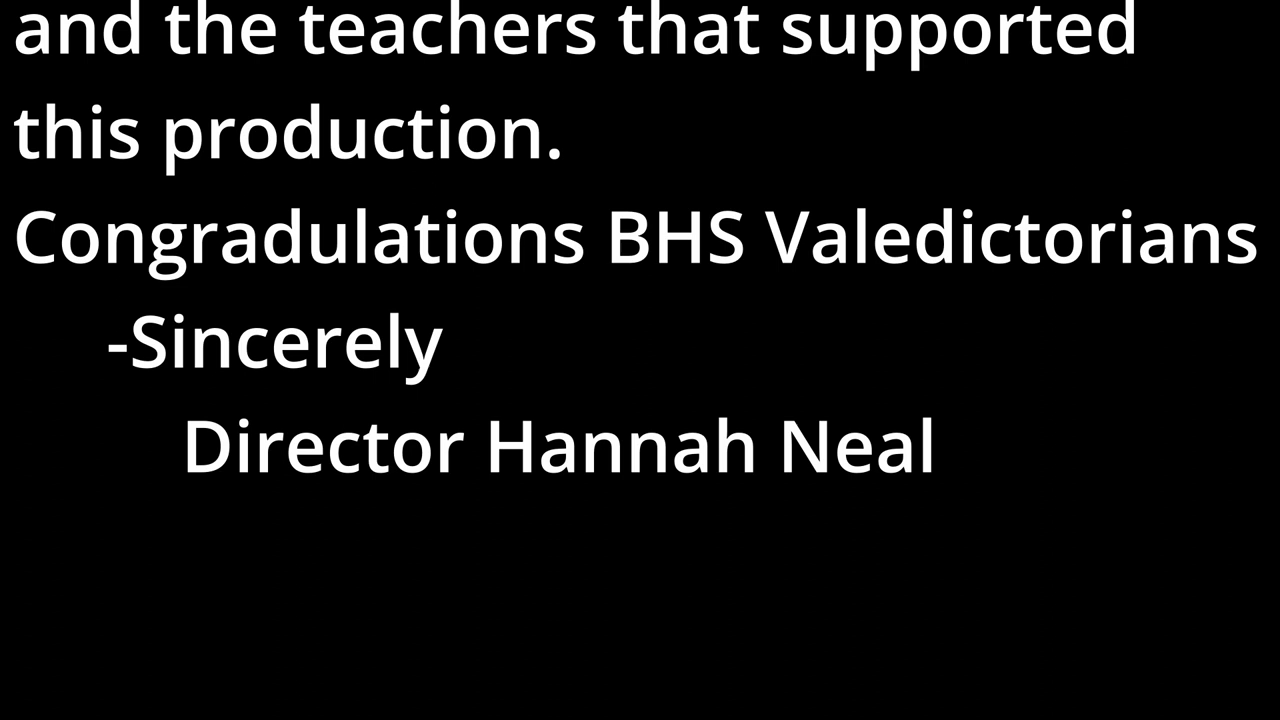 and the teachers that supported
this production.
Congradulations BHS Valedictorians
-Sincerely
Director Hannah Neal